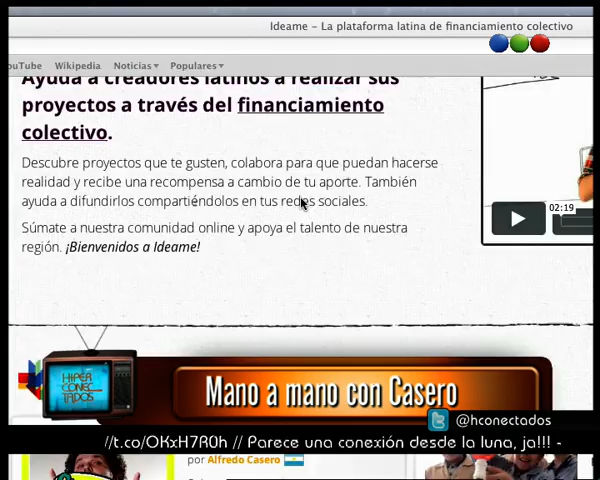 Ideame – La plataforma latina de financiamiento colectivo
ouTube Wikipedia Noticias Populares
Ayuda a creadores latinos a realizar sus
proyectos a través del financiamiento
colectivo.
Descubre proyectos que te gusten, colabora para que puedan hacerse
realidad y recibe una recompensa a cambio de tu aporte. También
ayuda a difundirlos compartiéndolos en tus redes sociales.
Súmate a nuestra comunidad online y apoya el talento de nuestra
región. ¡Bienvenidos a Ideame!
02:19
HIPER
CONEC
TADOS
Mano a mano con Casero
@hconectados
//t.co/OKxH7R0h // Parece una conexión desde la luna, ja!!! -
por Alfredo Casero